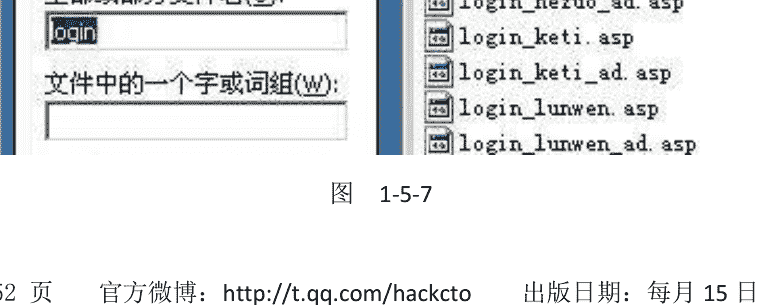 login
文件中的一个字或词组(W):
login_keti.asp
login_keti_ad.asp
login_lunwen.asp
login_lunwen_ad.asp
图 1-5-7
52 页 官方微博：http://t.qq.com/hackcto 出版日期：每月 15 日